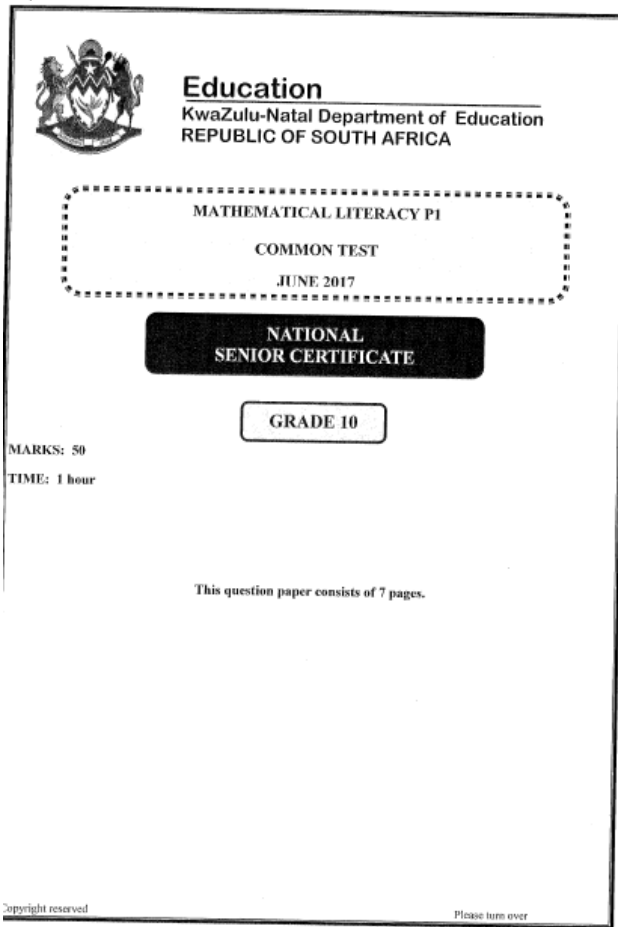 Education
KwaZulu-Natal Department of Education
REPUBLIC OF SOUTH AFRICA
MATHEMATICAL LITERACY P1
COMMON TEST
JUNE 2017
NATIONAL
SENIOR CERTIFICATE
GRADE 10
MARKS: 50
TIME: 1 hour
This question paper consists of 7 pages.
Copyright reserved
Please turn over